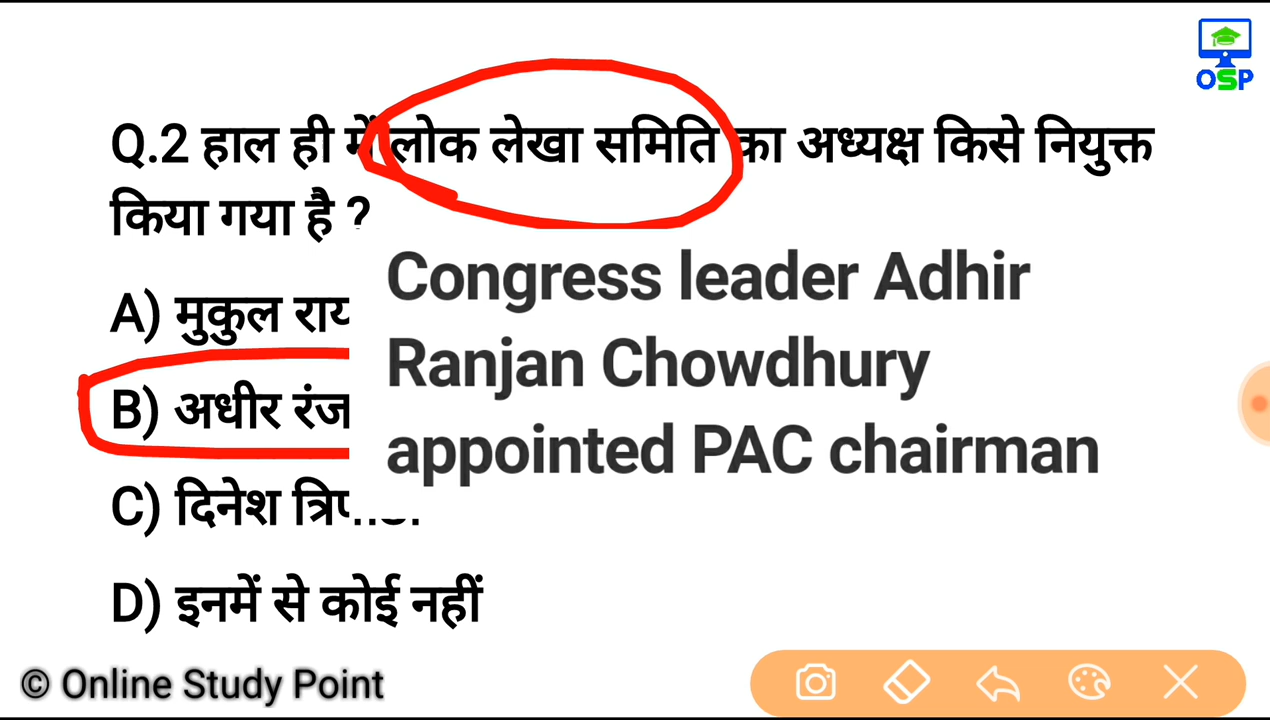 OSP
Q.2 हाल ही में लोक लेखा समिति का अध्यक्ष किसे नियुक्त
किया गया है ?
Congress leader Adhir
Ranjan Chowdhury
appointed PAC chairman
A) मुकुल राय
B) अधीर
C) दिनेश
D) इनमें से कोई नहीं
© Online Study Point